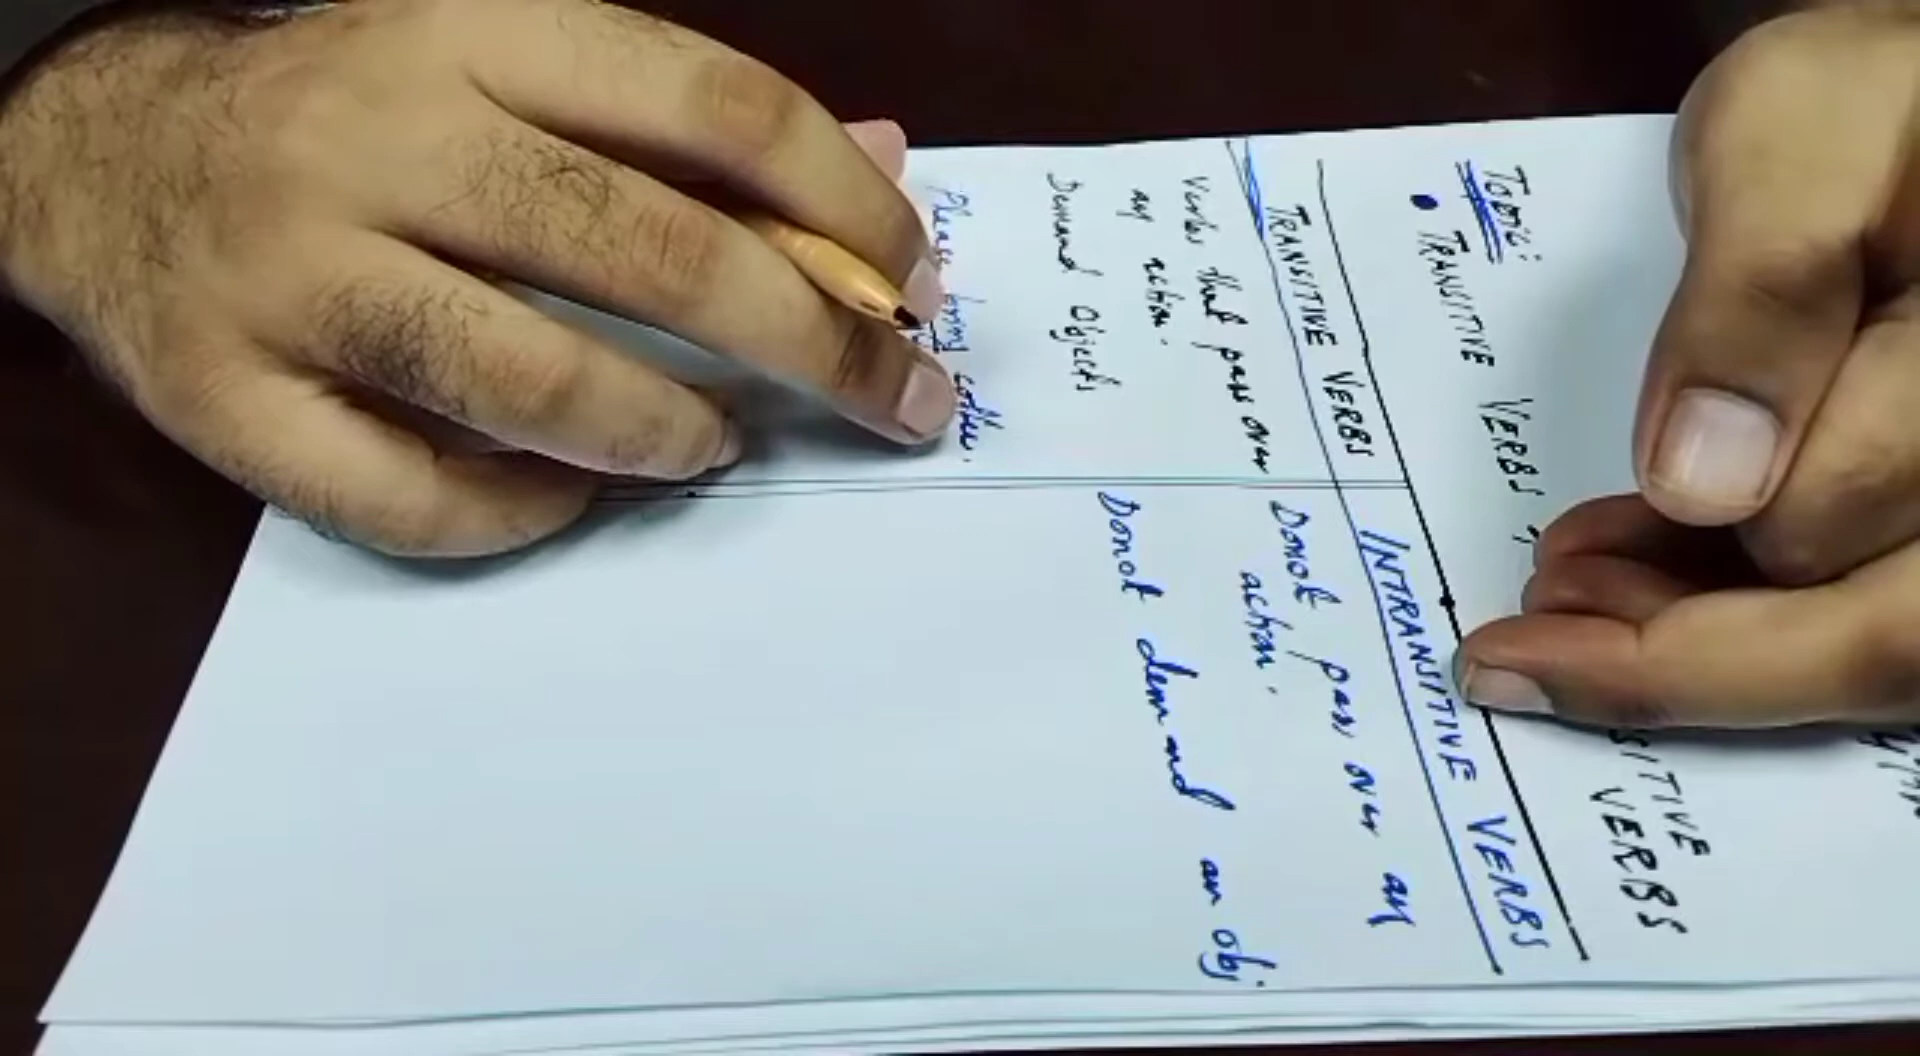 Topic:
• TRANSITIVE VERBS
SITIVE
VERBS
TRANSITIVE VERBS
INTRANSITIVE VERBS
Verbs that pass over
any action.
Donot pass over any
action.
Demand Objects
Donot demand an obj.
Please bring coffee.